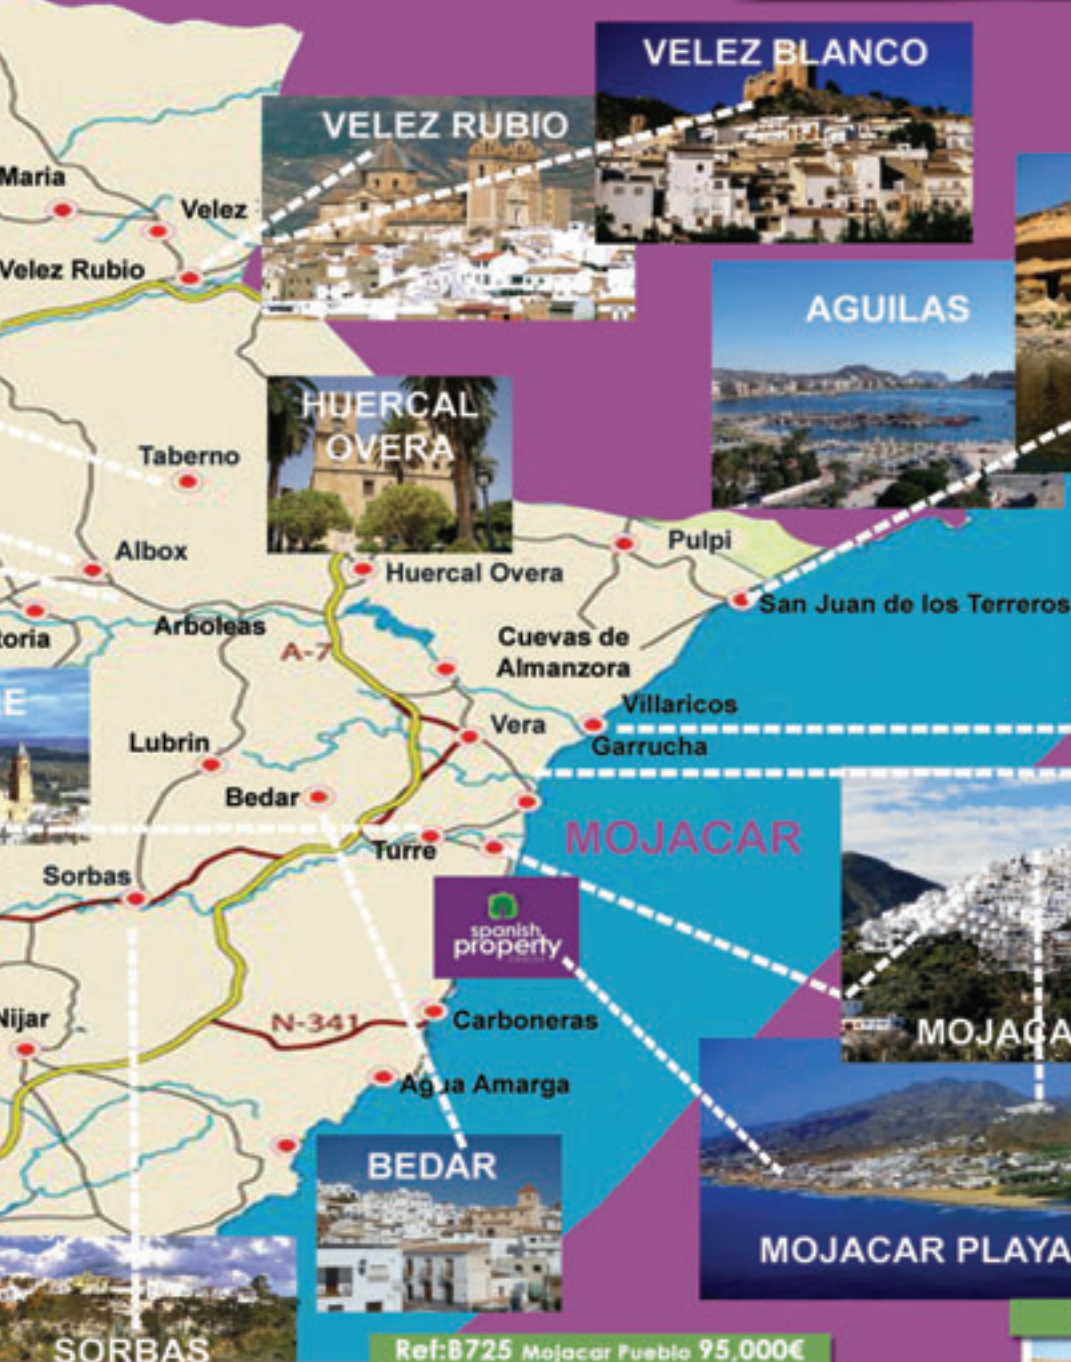 VELEZ BLANCO
VELEZ RUBIO
Maria
Velez
Velez Rubio
AGUILAS
HUERCAL
OVERA
Taberno
Pulpi
Albox
Huercal Overa
San Juan de los Terreros
toria
Arboleas
Cuevas de
Almanzora
A-7
E
Villaricos
Vera
Lubrin
Garrucha
Bedar
MOJACAR
Turre
Sorbas
spanish
property
Nijar
N-341
Carboneras
MOJACA
Agua Amarga
BEDAR
MOJACAR PLAYA
SORBAS
Ref:B725 Mojacar Pueblo 95,000€